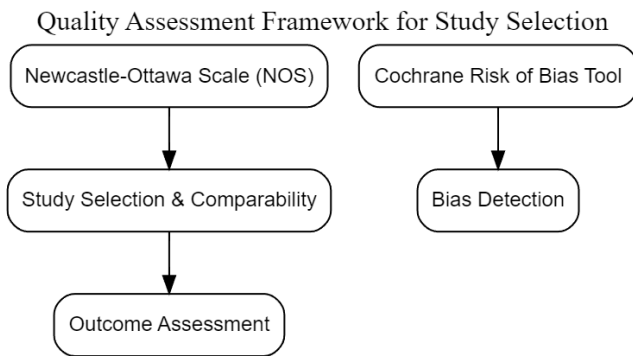 Quality Assessment Framework for Study Selection
Newcastle-Ottawa Scale (NOS)
Cochrane Risk of Bias Tool
Study Selection & Comparability
Bias Detection
Outcome Assessment